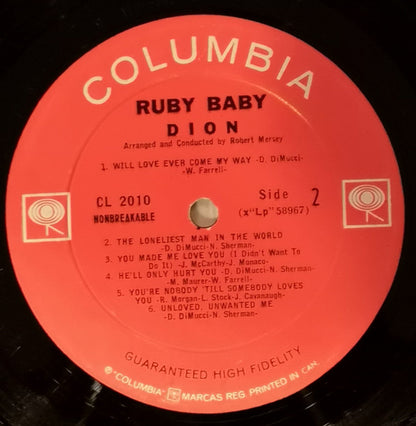 COLUMBIA
RUBY BABY
DION
Arranged and Conducted by Robert Mersey
1. WILL LOVE EVER COME MY WAY -D. DiMucci-
-W. Farrell-
CL 2010
NONBREAKABLE
Side 2
(x"Lp"58967)
2. THE LONELIEST MAN IN THE WORLD
-D. DiMucci-N. Sherman-
3. YOU MADE ME LOVE YOU (I Didn't Want To
Do It) -J. McCarthy-J. Monaco-
4. HE'LL ONLY HURT YOU -D. DiMucci-N. Sherman-
-M. Maurer-W. Farrell-
5. YOU'RE NOBODY 'TILL SOMEBODY LOVES
YOU -R. Morgan-L. Stock-J. Cavanaugh-
6. UNLOVED, UNWANTED ME
-D. DiMucci-N. Sherman-
GUARANTEED HIGH FIDELITY
℗ "COLUMBIA" MARCAS REG. PRINTED IN CAN.